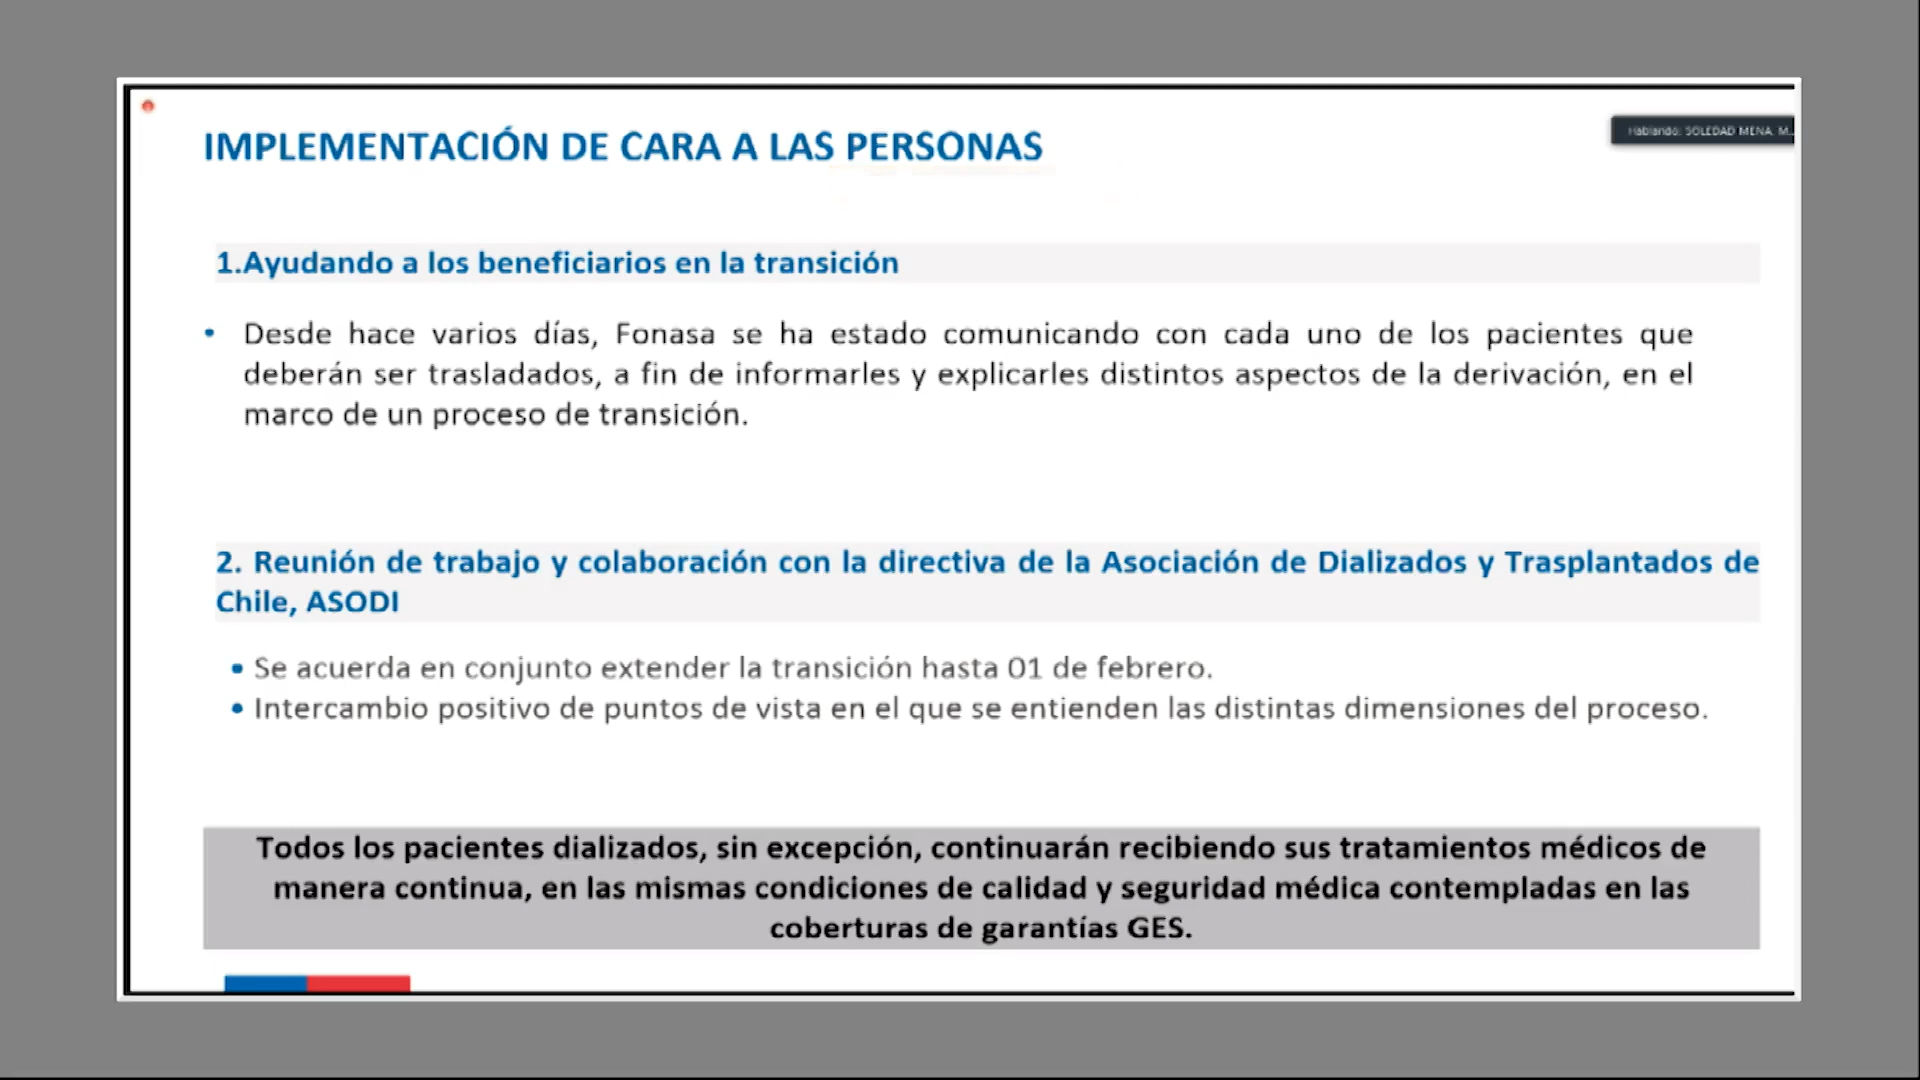 IMPLEMENTACIÓN DE CARA A LAS PERSONAS
Hablando: SOLEDAD MENA, M...
1.Ayudando a los beneficiarios en la transición
• Desde hace varios días, Fonasa se ha estado comunicando con cada uno de los pacientes que
deberán ser trasladados, a fin de informarles y explicarles distintos aspectos de la derivación, en el
marco de un proceso de transición.
2. Reunión de trabajo y colaboración con la directiva de la Asociación de Dializados y Trasplantados de
Chile, ASODI
• Se acuerda en conjunto extender la transición hasta 01 de febrero.
• Intercambio positivo de puntos de vista en el que se entienden las distintas dimensiones del proceso.
Todos los pacientes dializados, sin excepción, continuarán recibiendo sus tratamientos médicos de
manera continua, en las mismas condiciones de calidad y seguridad médica contempladas en las
coberturas de garantías GES.